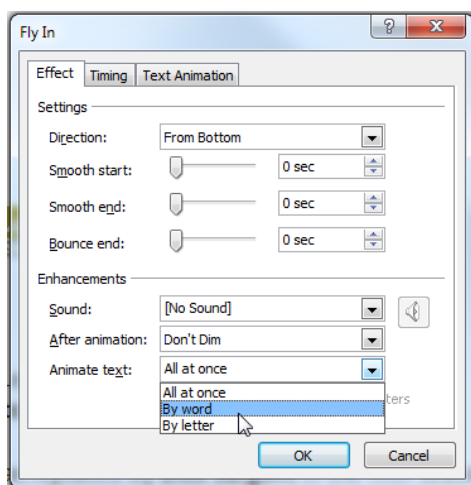 Fly In
Effect Timing Text Animation
Settings
Direction: From Bottom
Smooth start: 0 sec
Smooth end: 0 sec
Bounce end: 0 sec
Enhancements
Sound: [No Sound]
After animation: Don't Dim
Animate text: All at once
All at once
By word
By letter
OK Cancel